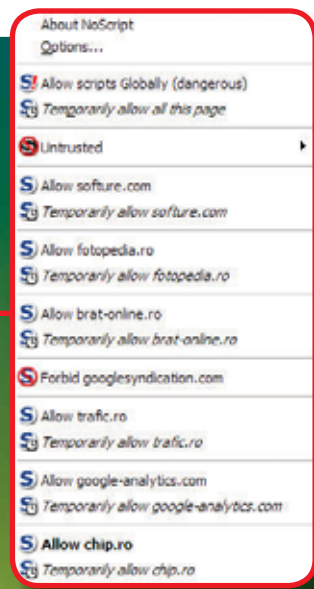 About NoScript
Options...
Allow scripts Globally (dangerous)
Temporarily allow all this page
Untrusted
Allow softure.com
Temporarily allow softure.com
Allow fotopedia.ro
Temporarily allow fotopedia.ro
Allow brat-online.ro
Temporarily allow brat-online.ro
Forbid googlesyndication.com
Allow trafic.ro
Temporarily allow trafic.ro
Allow google-analytics.com
Temporarily allow google-analytics.com
Allow chip.ro
Temporarily allow chip.ro